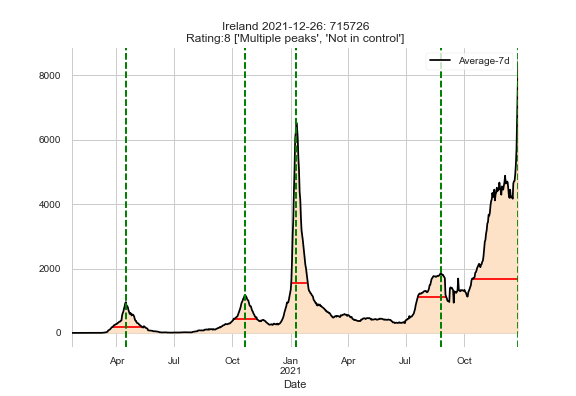 Ireland 2021-12-26: 715726
Rating:8 ['Multiple peaks', 'Not in control']
Average-7d
8000
6000
4000
2000
0
Apr
Jul
Oct
Jan
2021
Apr
Jul
Oct
Date